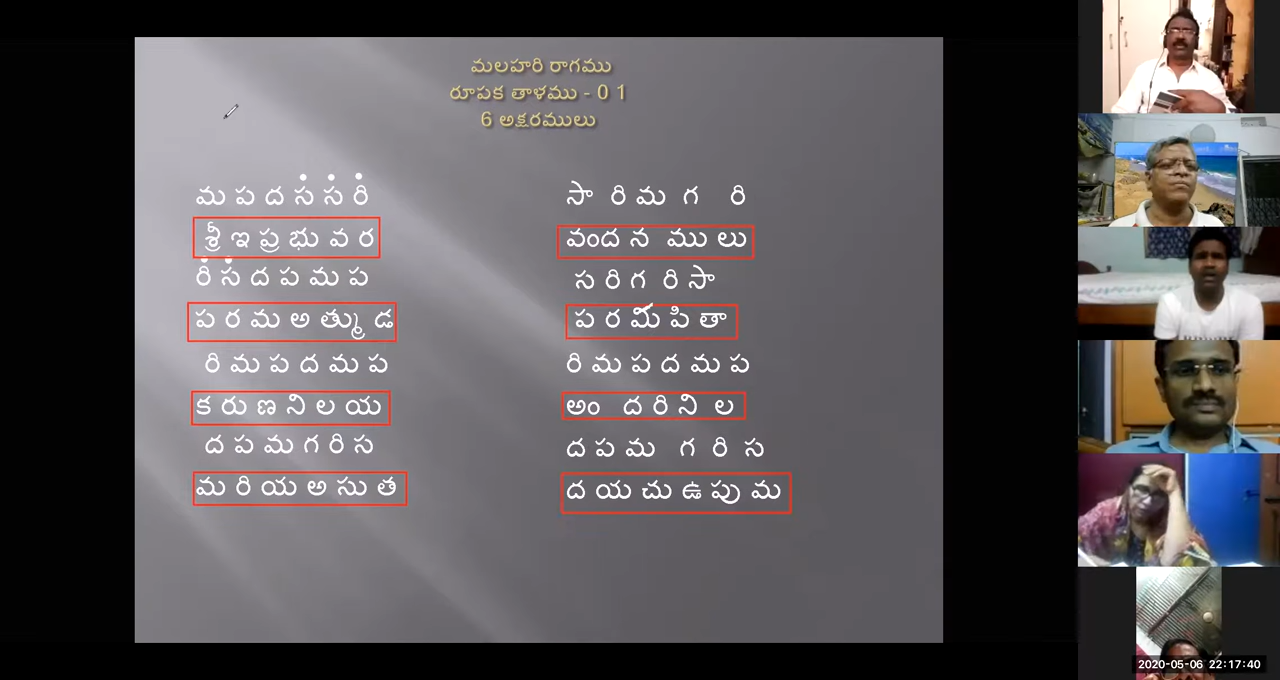 మలహరి రాగము
రూపక తాళము - 0 1
6 అక్షరములు
మ ప ద స స రి
శ్రీ ఇ ప్ర భు వ ర
రి స ద ప మ ప
ప ర మ అ త్ము డ
రి మ ప ద మ ప
క రు ణ ని ల య
ద ప మ గ రి స
మ రి య అ సు త
సా రి మ గ రి
వంద న ము లు
స రి గ రి సా
ప ర మ పి తా
రి మ ప ద మ ప
అం ద రి ని ల
ద ప మ గ రి స
ద య చు ఉ పు మ
2020-05-06 22:17:40